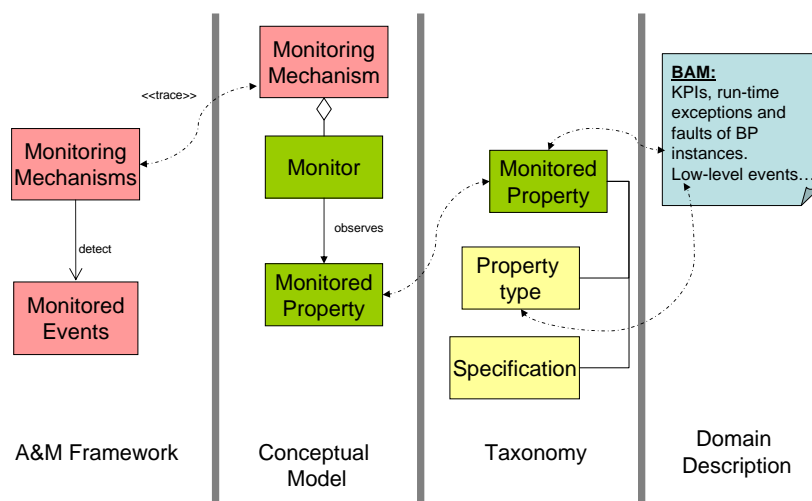 <<trace>>
Monitoring
Mechanisms
detect
Monitored
Events
A&M Framework
Monitoring
Mechanism
Monitor
observes
Monitored
Property
Conceptual
Model
Monitored
Property
Property
type
Specification
Taxonomy
BAM:
KPIs, run-time
exceptions and
faults of BP
instances.
Low-level events…
Domain
Description